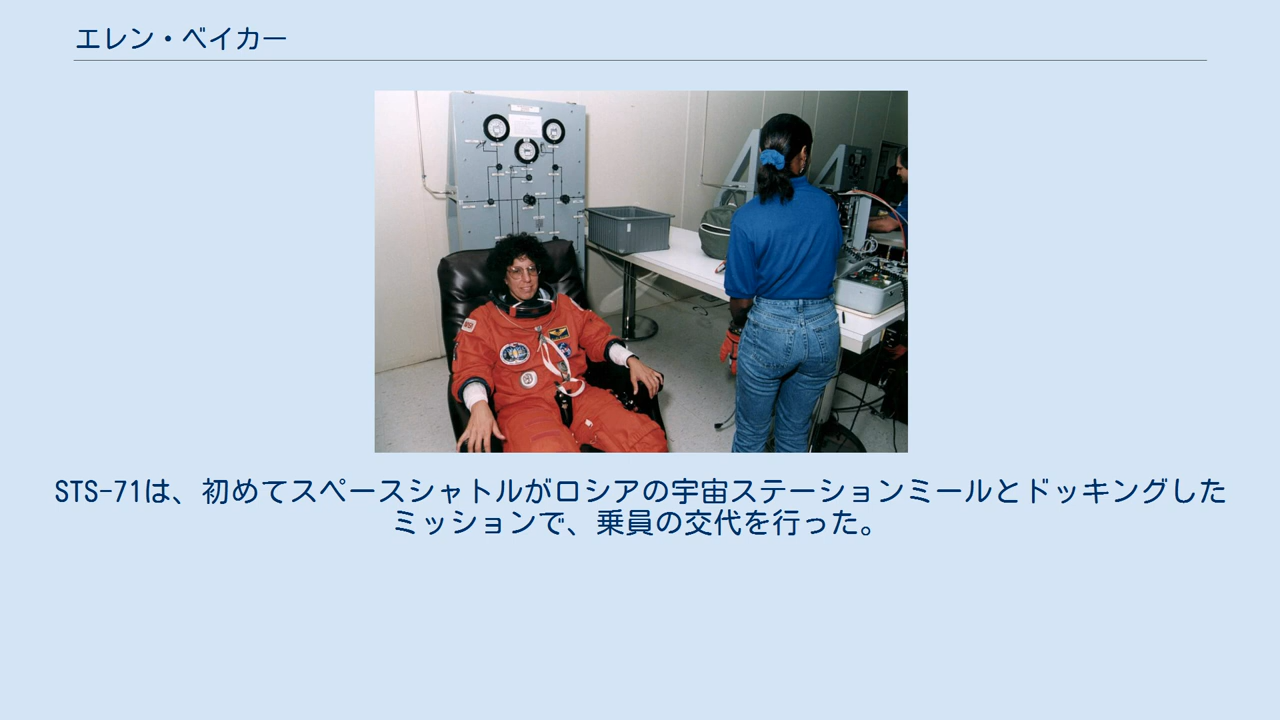 エレン・ベイカー
STS-71は、初めてスペースシャトルがロシアの宇宙ステーションミールとドッキングした
ミッションで、乗員の交代を行った。